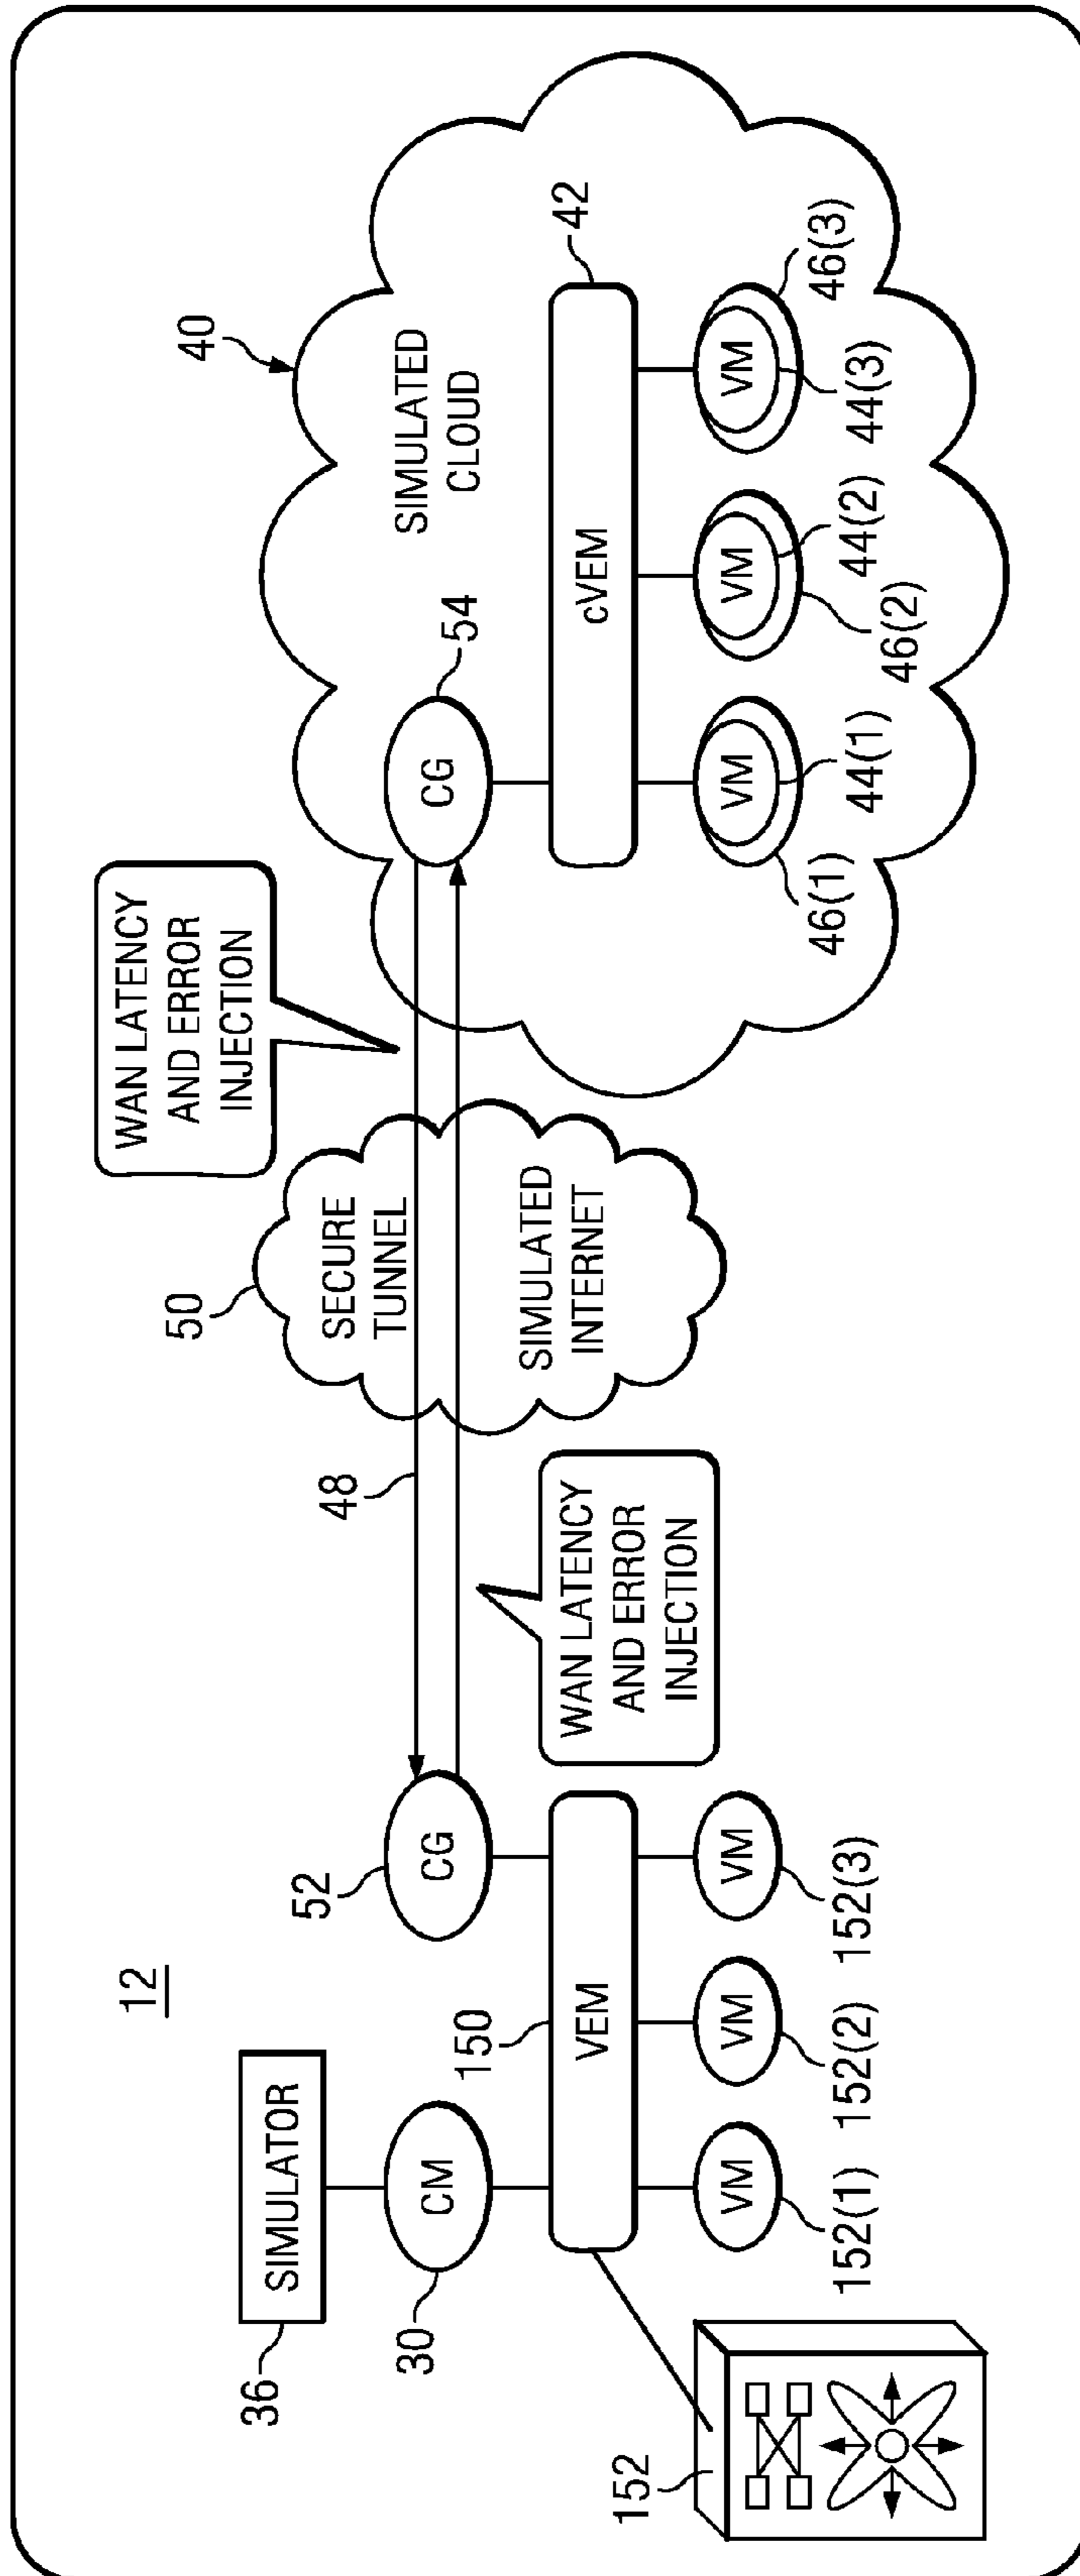 12
36
SIMULATOR
30
CM
52
CG
150
VEM
152
VM
VM
VM
152(1)
152(2)
152(3)
48
WAN LATENCY
AND ERROR
INJECTION
50
SECURE
TUNNEL
SIMULATED
INTERNET
WAN LATENCY
AND ERROR
INJECTION
40
SIMULATED
CLOUD
CG
54
cVEM
42
VM
VM
VM
46(1)
44(1)
46(2)
44(2)
44(3)
46(3)